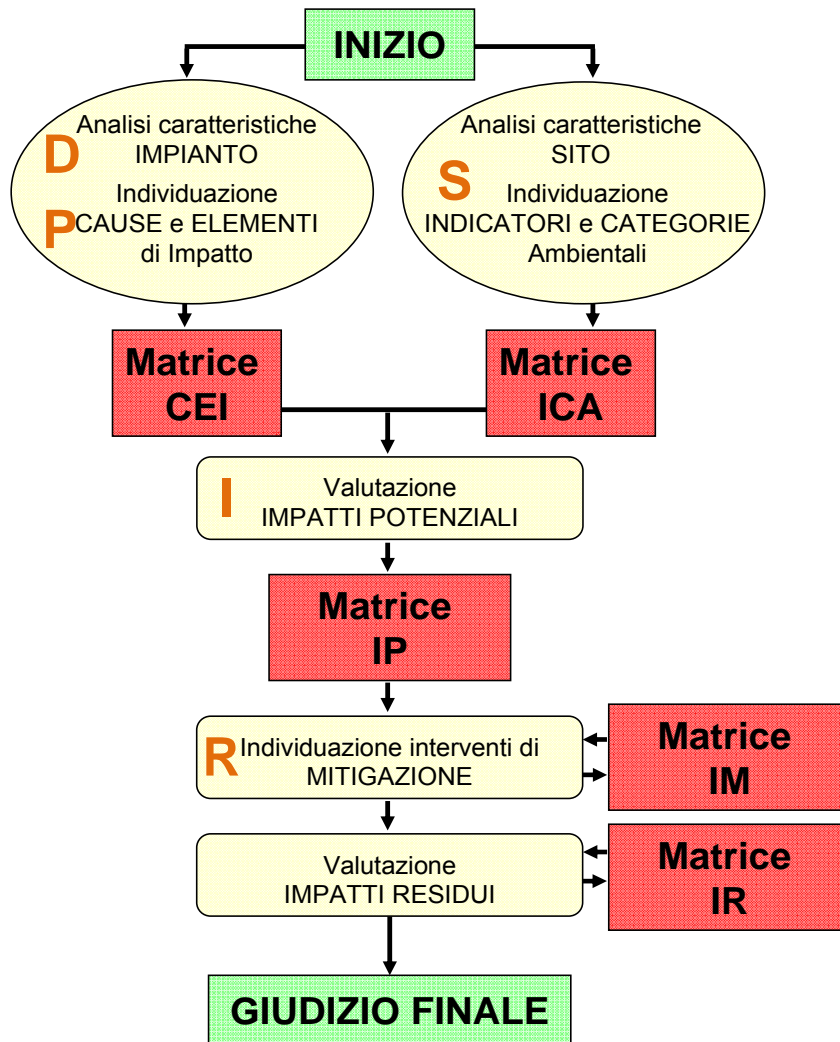 INIZIO
Analisi caratteristiche
IMPIANTO
D
Individuazione
P
CAUSE e ELEMENTI
di Impatto
Analisi caratteristiche
SITO
S
Individuazione
INDICATORI e CATEGORIE
Ambientali
Matrice
CEI
Matrice
ICA
I
Valutazione
IMPATTI POTENZIALI
Matrice
IP
R
Individuazione interventi di
MITIGAZIONE
Matrice
IM
Valutazione
IMPATTI RESIDUI
Matrice
IR
GIUDIZIO FINALE